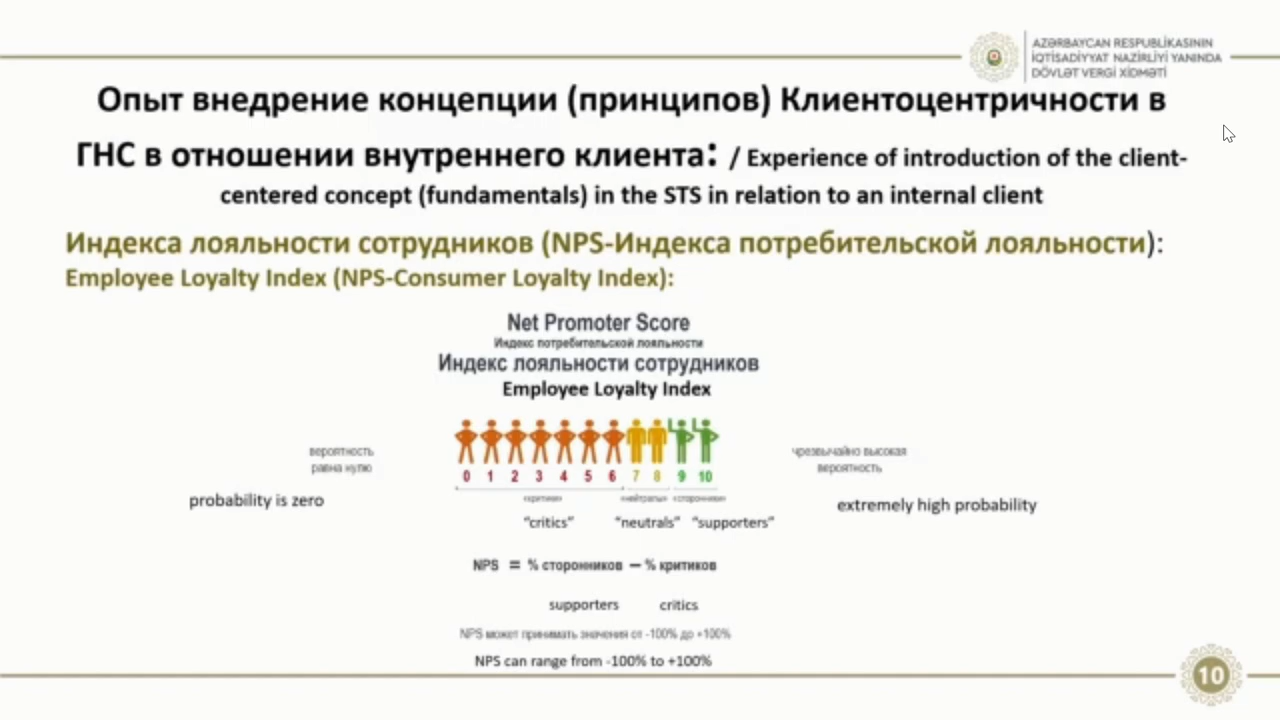 AZƏRBAYCAN RESPUBLİKASININ
İQTİSADİYYAT NAZİRLİYİ YANINDA
DÖVLƏT VERGİ XİDMƏTİ
Опыт внедрение концепции (принципов) Клиентоцентричности в
ГНС в отношении внутреннего клиента: / Experience of introduction of the client-
centered concept (fundamentals) in the STS in relation to an internal client
Индекса лояльности сотрудников (NPS-Индекса потребительской лояльности):
Employee Loyalty Index (NPS-Consumer Loyalty Index):
Net Promoter Score
Индекс потребительской лояльности
Индекс лояльности сотрудников
Employee Loyalty Index
вероятность
равна нулю
чрезвычайно высокая
вероятность
0 1 2 3 4 5 6 7 8 9 10
probability is zero
extremely high probability
«критики» «нейтралы» «сторонники»
“critics” “neutrals” “supporters”
NPS = % сторонников – % критиков
supporters critics
NPS может принимать значения от -100% до +100%
NPS can range from -100% to +100%
10